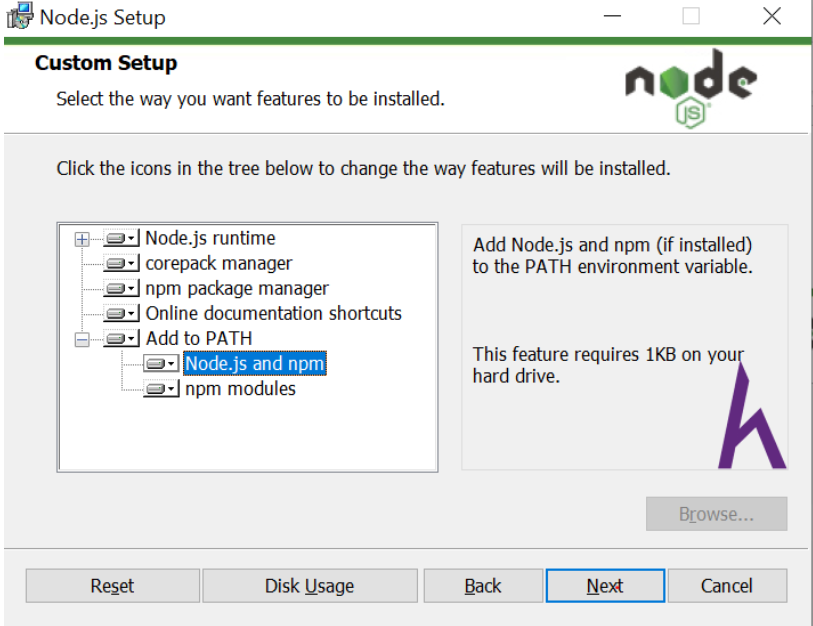 Node.js Setup
Custom Setup
Select the way you want features to be installed.
node
JS
Click the icons in the tree below to change the way features will be installed.
Node.js runtime
corepack manager
npm package manager
Online documentation shortcuts
Add to PATH
Node.js and npm
npm modules
Add Node.js and npm (if installed)
to the PATH environment variable.
This feature requires 1KB on your
hard drive.
h
Browse...
Reset
Disk Usage
Back
Next
Cancel